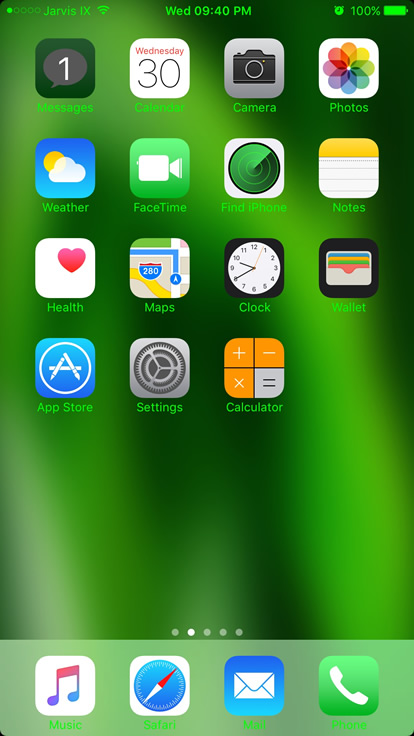 Jarvis IX Wed 09:40 PM 100%
1 Wednesday
30
Messages Calendar Camera Photos
Weather FaceTime Find iPhone Notes
280
Health Maps Clock Wallet
App Store Settings Calculator
Music Safari Mail Phone